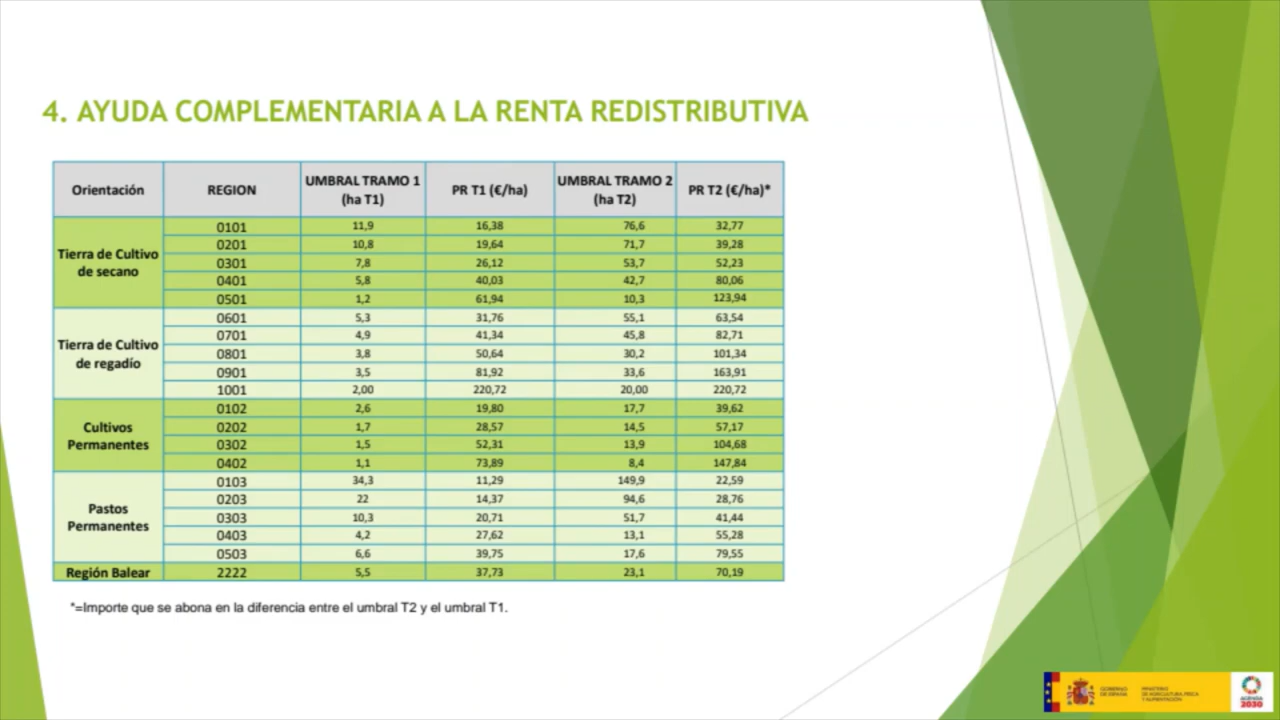 4. AYUDA COMPLEMENTARIA A LA RENTA REDISTRIBUTIVA
Orientación REGION UMBRAL TRAMO 1 (ha T1) PR T1 (€/ha) UMBRAL TRAMO 2 (ha T2) PR T2 (€/ha)*
Tierra de Cultivo de secano
0101 11,9 16,38 76,6 32,77
0201 10,8 19,64 71,7 39,28
0301 7,8 26,12 53,7 52,23
0401 5,8 40,03 42,7 80,06
0501 1,2 61,94 10,3 123,94
Tierra de Cultivo de regadío
0601 5,3 31,76 55,1 63,54
0701 4,9 41,34 45,8 82,71
0801 3,8 50,64 30,2 101,34
0901 3,5 81,92 33,6 163,91
1001 2,00 220,72 20,00 220,72
Cultivos Permanentes
0102 2,6 19,80 17,7 39,62
0202 1,7 28,57 14,5 57,17
0302 1,5 52,31 13,9 104,68
0402 1,1 73,89 8,4 147,84
Pastos Permanentes
0103 34,3 11,29 149,9 22,59
0203 22 14,37 94,6 28,76
0303 10,3 20,71 51,7 41,44
0403 4,2 27,62 13,1 55,28
0503 6,6 39,75 17,6 79,55
Región Balear 2222 5,5 37,73 23,1 70,19
*=Importe que se abona en la diferencia entre el umbral T2 y el umbral T1.
GOBIERNO
DE ESPAÑA
MINISTERIO
DE AGRICULTURA, PESCA
Y ALIMENTACIÓN
AGENDA
2030